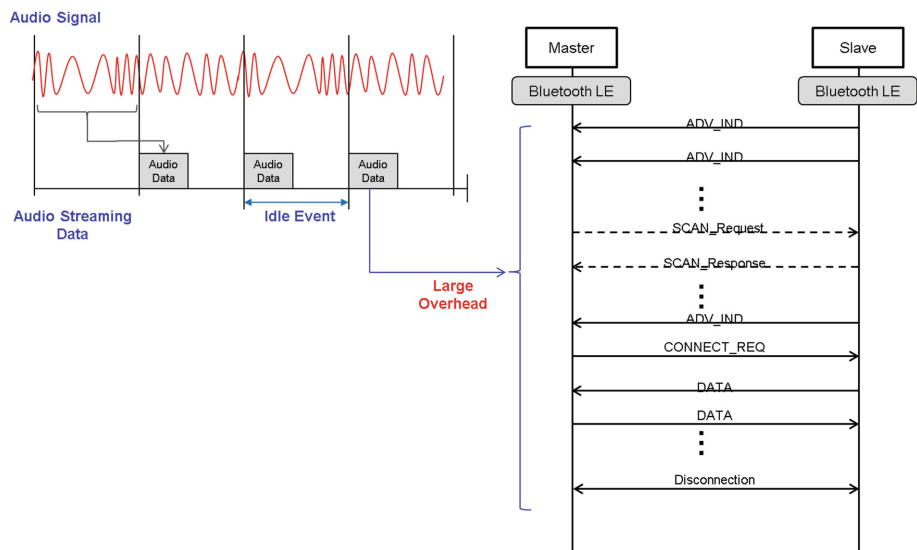 Audio Signal
Audio
Data
Audio
Data
Audio
Data
Audio Streaming
Data
Idle Event
Large
Overhead
Master
Slave
Bluetooth LE
Bluetooth LE
ADV_IND
ADV_IND
SCAN_Request
SCAN_Response
ADV_IND
CONNECT_REQ
DATA
DATA
Disconnection